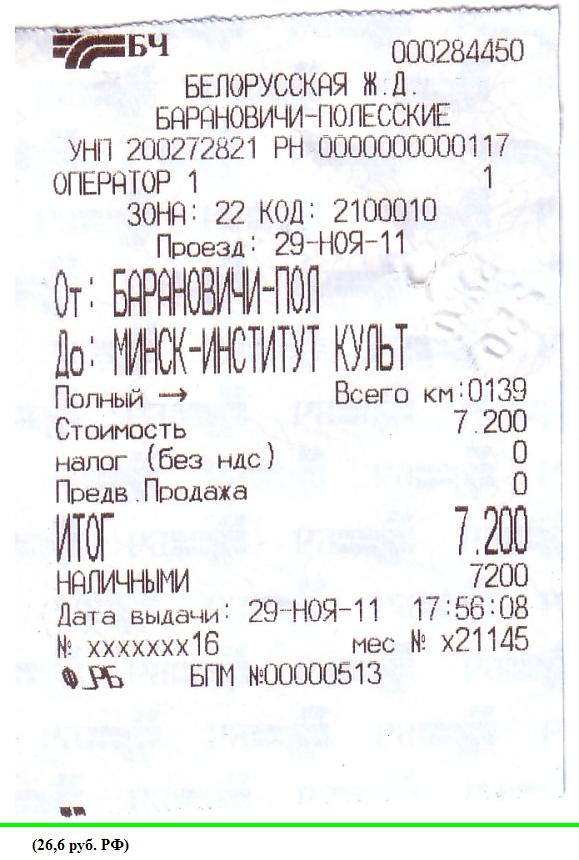 БЧ 000284450
БЕЛОРУССКАЯ Ж.Д.
БАРАНОВИЧИ-ПОЛЕССКИЕ
УНП 200272821 РН 0000000000117
ОПЕРАТОР 1 1
ЗОНА: 22 КОД: 2100010
Проезд: 29-НОЯ-11
От: БАРАНОВИЧИ-ПОЛ
До: МИНСК-ИНСТИТУТ КУЛЬТ
Полный → Всего км:0139
Стоимость 7.200
налог (без ндс) 0
Предв.Продажа 0
ИТОГ 7.200
НАЛИЧНЫМИ 7200
Дата выдачи: 29-НОЯ-11 17:56:08
№ xxxxxxx16 мес № x21145
ФРБ БПМ №00000513
(26,6 руб. РФ)